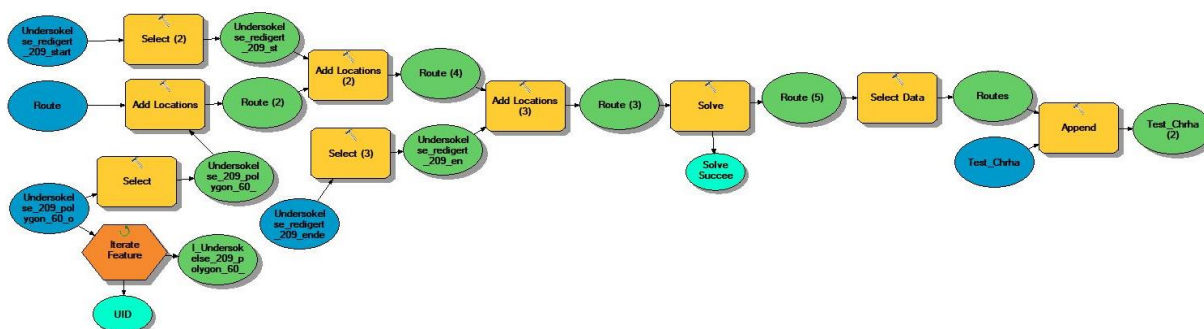 Undersokel
se_redigert
_209_start
Select (2)
Undersokel
se_redigert
_209_st
Add Locations
(2)
Route (4)
Route
Add Locations
Route (2)
Add Locations
(3)
Route (3)
Solve
Route (5)
Select Data
Routes
Append
Test_Chrha
(2)
Select (3)
Undersokel
se_redigert
_209_en
Select
Undersokel
se_209_pol
ygon_60_
Solve
Succee
Test_Chrha
Undersokel
se_209_pol
ygon_60_o
Undersokel
se_redigert
_209_ende
Iterate
Feature
I_Undersok
else_209_p
olygon_60_
UID